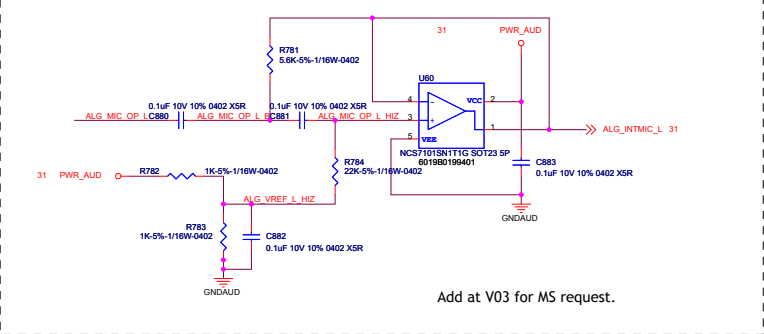 31 PWR_AUD
R781
5.6K-5%-1/16W-0402
U60
0.1uF 10V 10% 0402 X5R 0.1uF 10V 10% 0402 X5R
4 VCC 2
ALG_MIC_OP_L C880 ALG_MIC_OP_L_ C881 ALG_MIC_OP_L_HIZ 3
1 ALG_INTMIC_L 31
5 VEE
NCS7101SN1T1G SOT23 5P
6019B0199401
R784
22K-5%-1/16W-0402
C883
0.1uF 10V 10% 0402 X5R
31 PWR_AUD R782 1K-5%-1/16W-0402
ALG_VREF_L_HIZ
GNDAUD
R783
1K-5%-1/16W-0402
C882
0.1uF 10V 10% 0402 X5R
GNDAUD
Add at V03 for MS request.